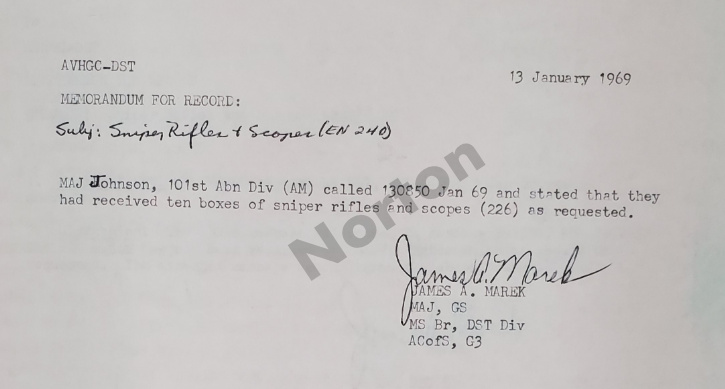 AVHGC-DST
13 January 1969
MEMORANDUM FOR RECORD:
Subj: Sniper Rifles & Scopes (EN 240)
MAJ Johnson, 101st Abn Div (AM) called 130850 Jan 69 and stated that they
had received ten boxes of sniper rifles and scopes (226) as requested.
Norton
James A. Marek
JAMES A. MAREK
MAJ, GS
MS Br, DST Div
ACofS, G3